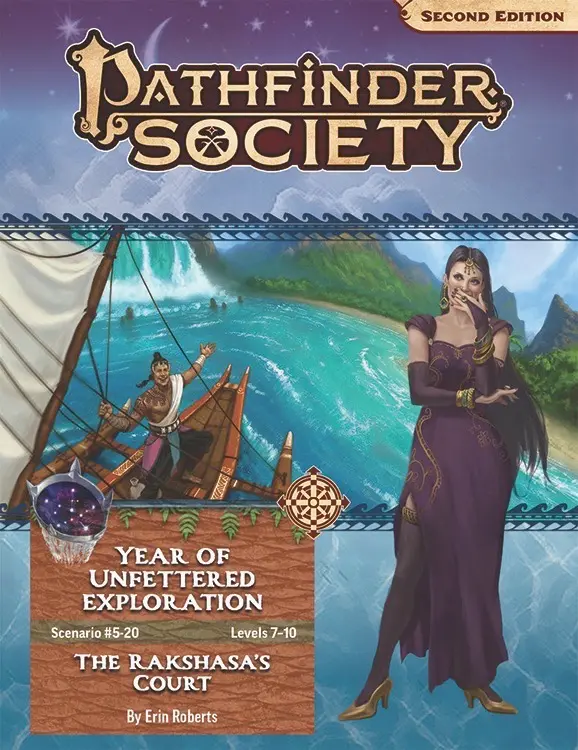 SECOND EDITION
PATHFINDER
SOCIETY
YEAR OF
UNFETTERED
EXPLORATION
Scenario #5-20 Levels 7–10
THE RAKSHASA'S
COURT
By Erin Roberts